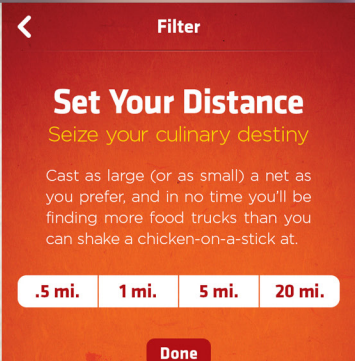 Filter
Set Your Distance
Seize your culinary destiny
Cast as large (or as small) a net as
you prefer, and in no time you'll be
finding more food trucks than you
can shake a chicken-on-a-stick at.
.5 mi. 1 mi. 5 mi. 20 mi.
Done